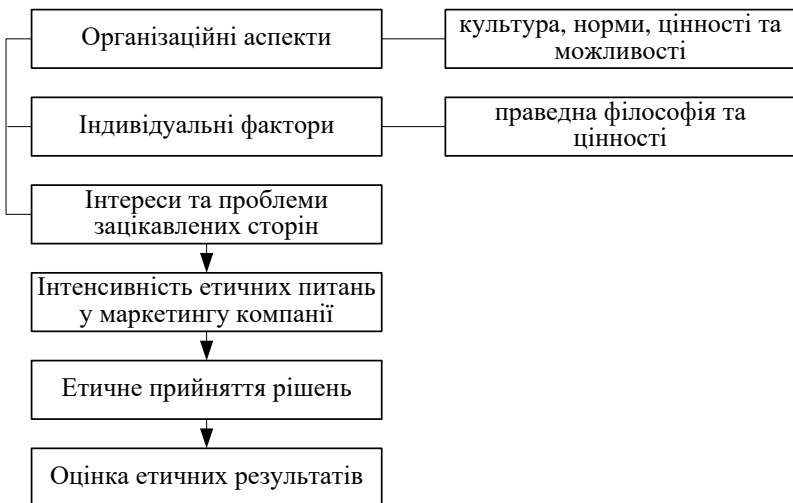 Організаційні аспекти
культура, норми, цінності та
можливості
Індивідуальні фактори
праведна філософія та
цінності
Інтереси та проблеми
зацікавлених сторін
Інтенсивність етичних питань
у маркетингу компанії
Етичне прийняття рішень
Оцінка етичних результатів